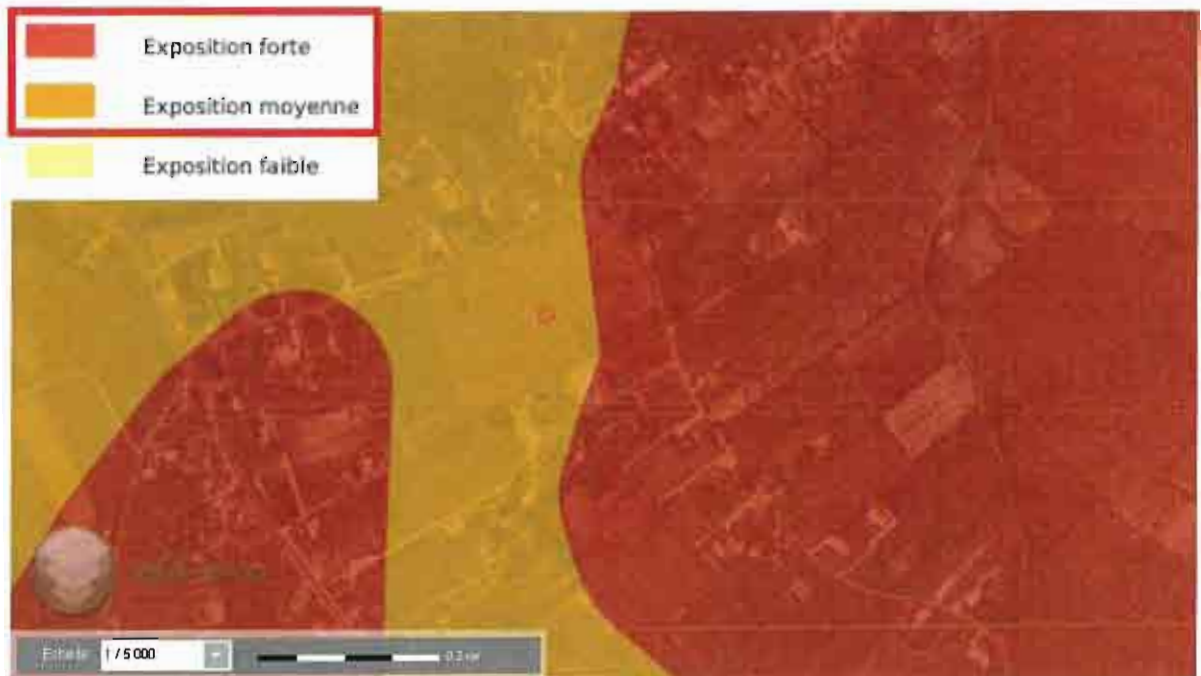 Exposition forte
Exposition moyenne
Exposition faible
Echelle 1 / 5 000